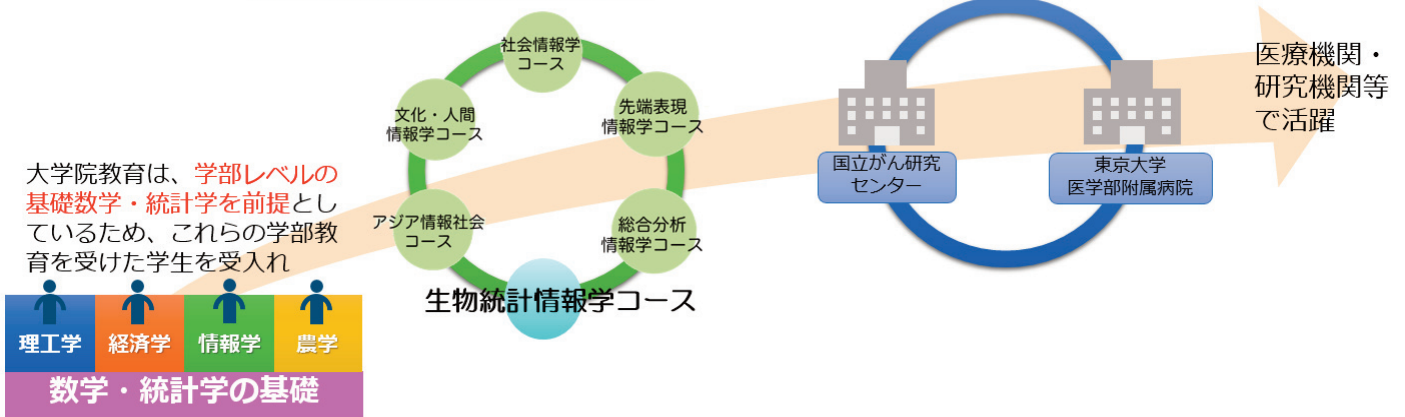 大学院教育は、学部レベルの
基礎数学・統計学を前提とし
ているため、これらの学部教
育を受けた学生を受入れ
理工学
経済学
情報学
農学
数学・統計学の基礎
社会情報学
コース
文化・人間
情報学コース
先端表現
情報学コース
アジア情報社会
コース
総合分析
情報学コース
生物統計情報学コース
国立がん研究
センター
東京大学
医学部附属病院
医療機関・
研究機関等
で活躍